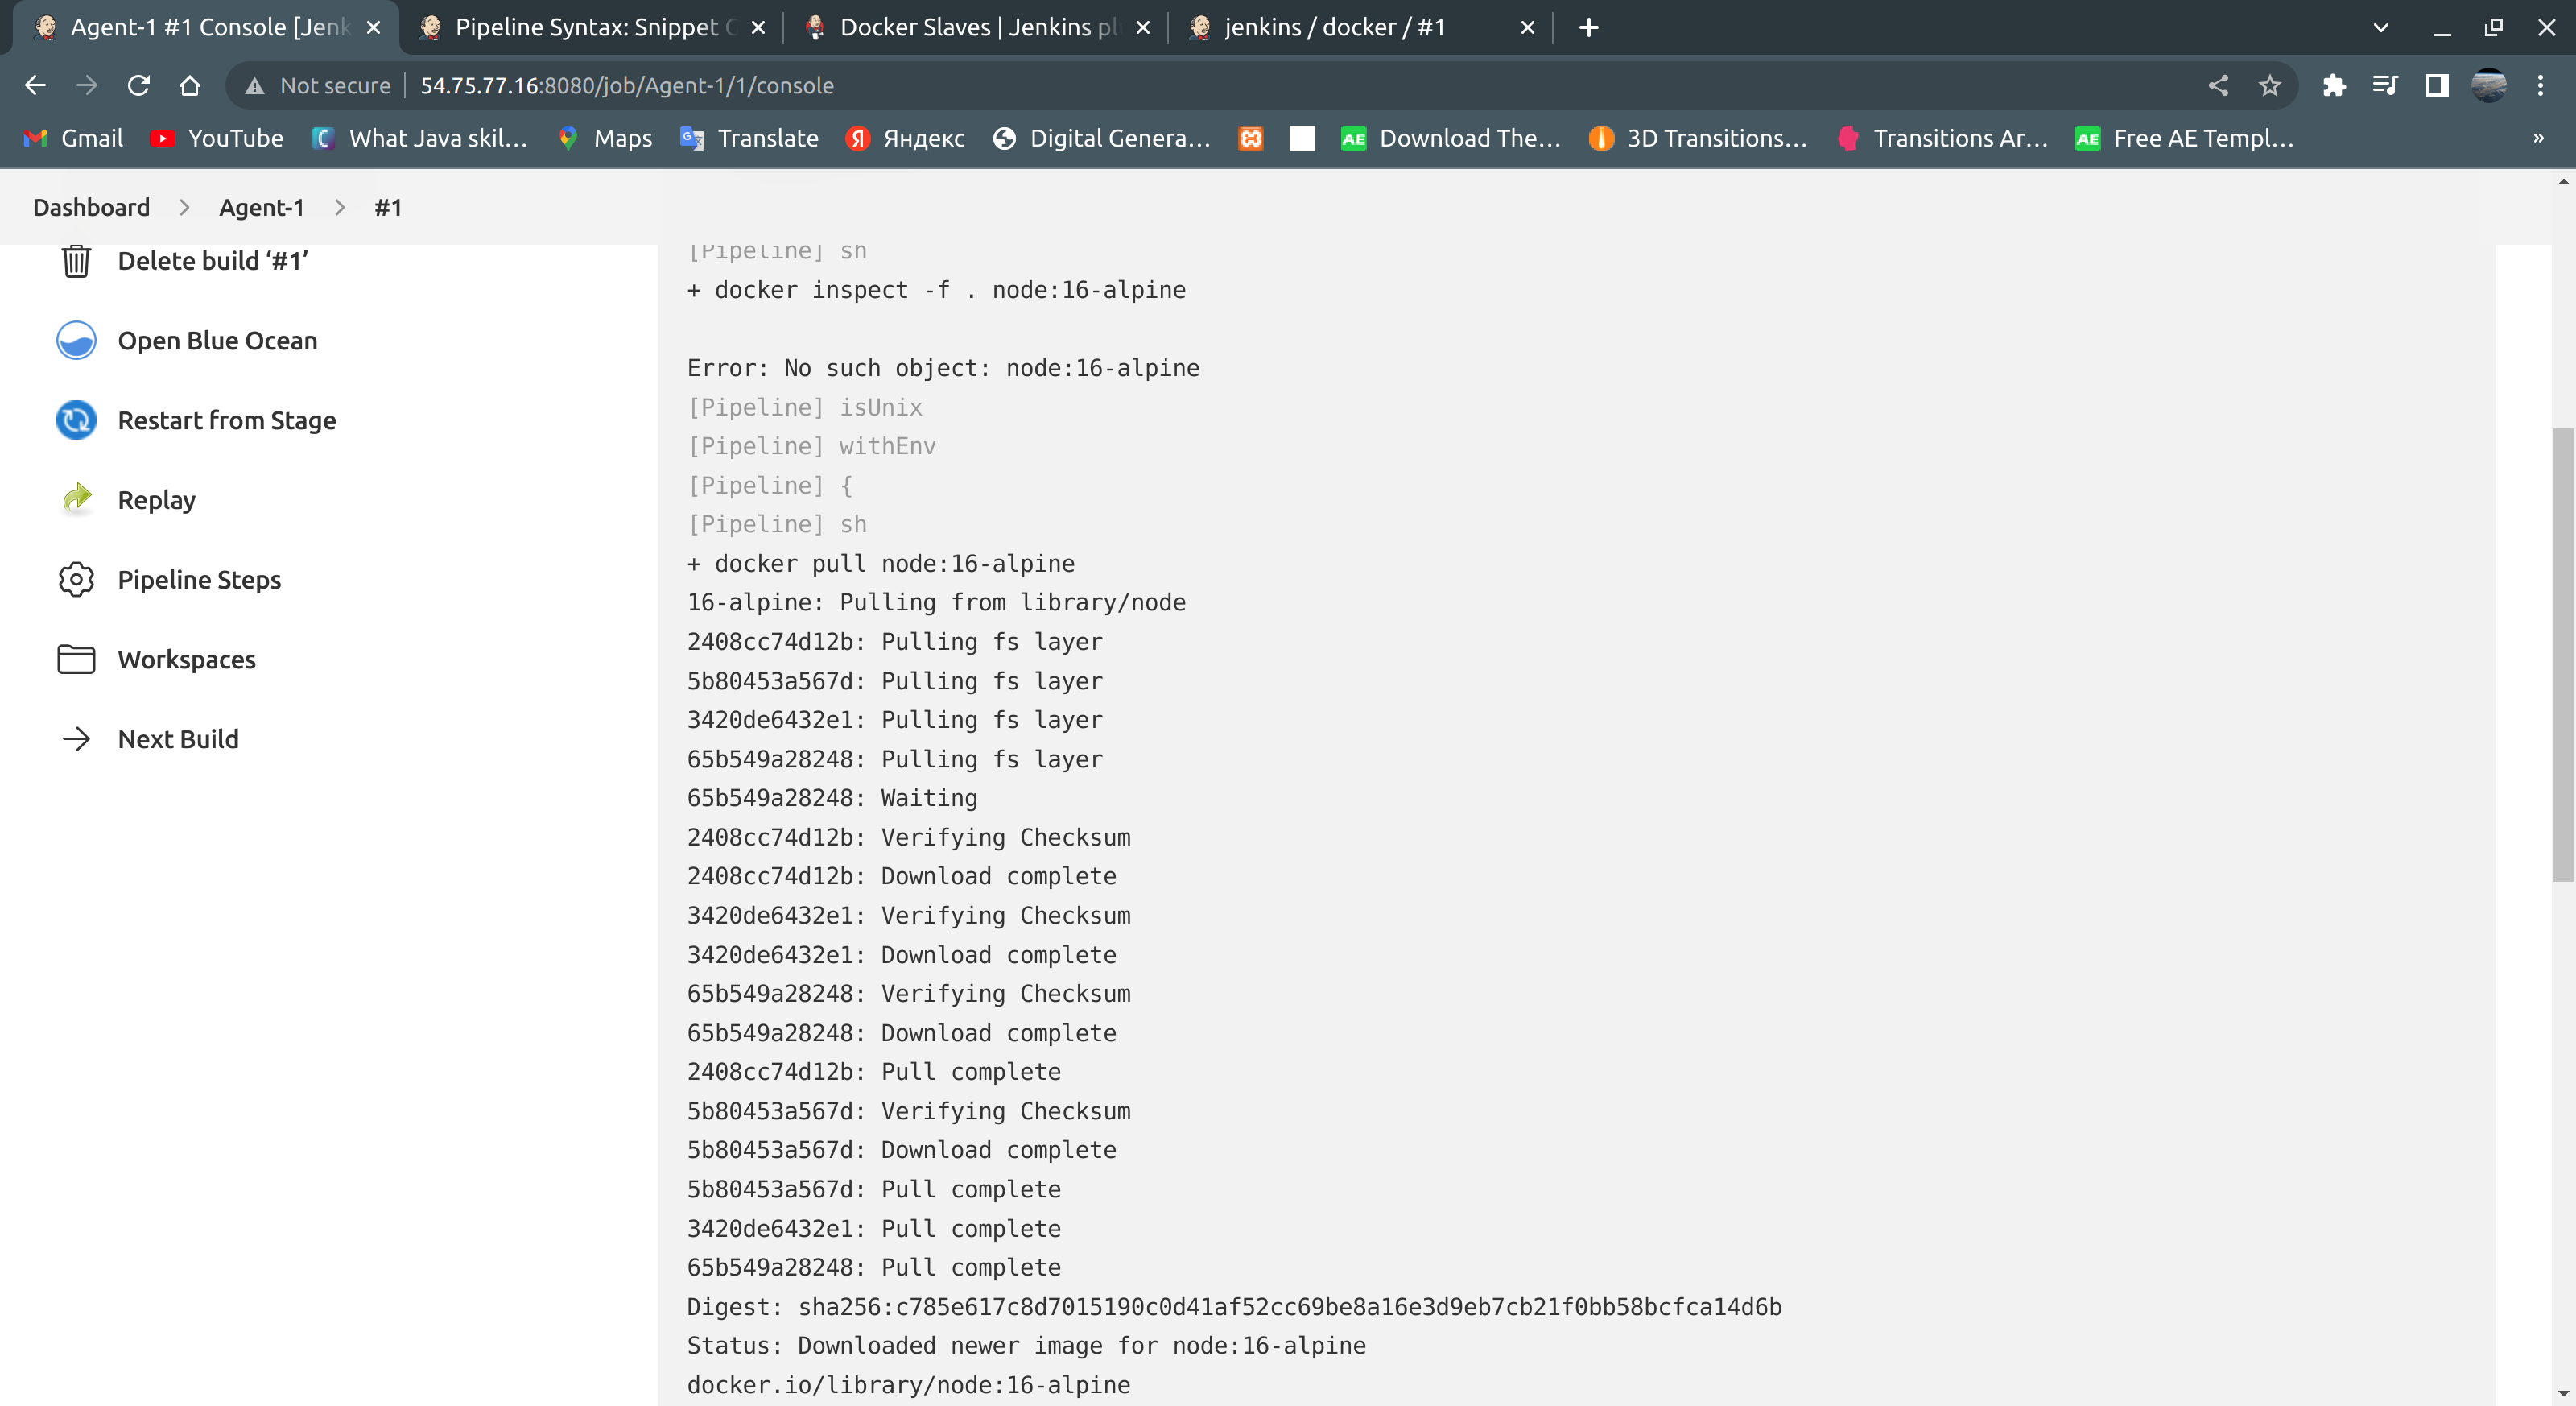 Agent-1 #1 Console [Jenk
Pipeline Syntax: Snippet
Docker Slaves | Jenkins pl
jenkins / docker / #1
Not secure
54.75.77.16:8080/job/Agent-1/1/console
Gmail
YouTube
What Java skil...
Maps
Translate
Яндекс
Digital Genera...
Download The...
3D Transitions...
Transitions Ar...
Free AE Templ...
»
Dashboard
Agent-1
#1
Delete build ‘#1’
Open Blue Ocean
Restart from Stage
Replay
Pipeline Steps
Workspaces
Next Build
[Pipeline] sh
+ docker inspect -f . node:16-alpine
Error: No such object: node:16-alpine
[Pipeline] isUnix
[Pipeline] withEnv
[Pipeline] {
[Pipeline] sh
+ docker pull node:16-alpine
16-alpine: Pulling from library/node
2408cc74d12b: Pulling fs layer
5b80453a567d: Pulling fs layer
3420de6432e1: Pulling fs layer
65b549a28248: Pulling fs layer
65b549a28248: Waiting
2408cc74d12b: Verifying Checksum
2408cc74d12b: Download complete
3420de6432e1: Verifying Checksum
3420de6432e1: Download complete
65b549a28248: Verifying Checksum
65b549a28248: Download complete
2408cc74d12b: Pull complete
5b80453a567d: Verifying Checksum
5b80453a567d: Download complete
5b80453a567d: Pull complete
3420de6432e1: Pull complete
65b549a28248: Pull complete
Digest: sha256:c785e617c8d7015190c0d41af52cc69be8a16e3d9eb7cb21f0bb58bcfca14d6b
Status: Downloaded newer image for node:16-alpine
docker.io/library/node:16-alpine